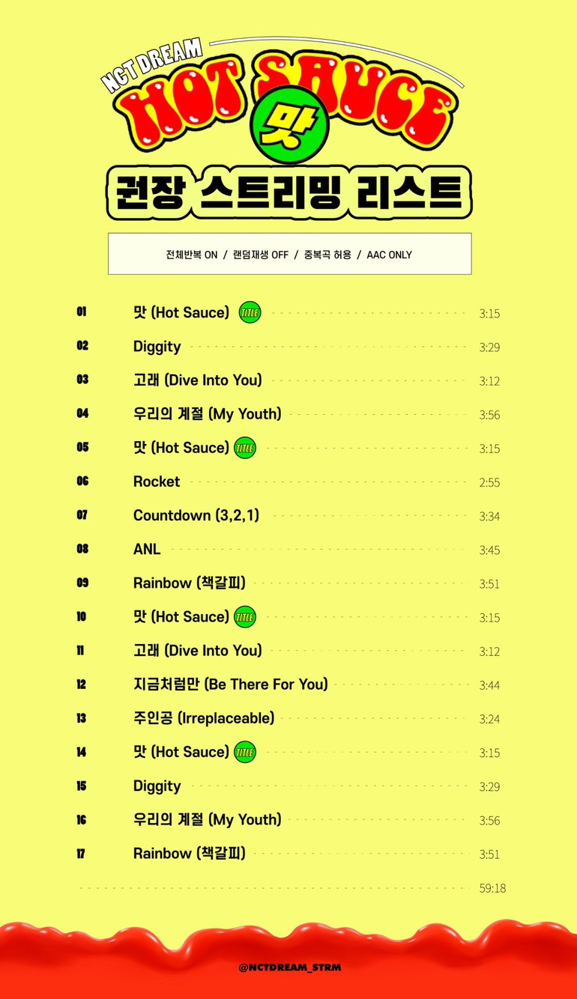 NCT DREAM
HOT SAUCE
맛
권장 스트리밍 리스트
전체반복 ON / 랜덤재생 OFF / 중복곡 허용 / AAC ONLY
01 맛 (Hot Sauce) TITLE 3:15
02 Diggity 3:29
03 고래 (Dive Into You) 3:12
04 우리의 계절 (My Youth) 3:56
05 맛 (Hot Sauce) TITLE 3:15
06 Rocket 2:55
07 Countdown (3,2,1) 3:34
08 ANL 3:45
09 Rainbow (책갈피) 3:51
10 맛 (Hot Sauce) TITLE 3:15
11 고래 (Dive Into You) 3:12
12 지금처럼만 (Be There For You) 3:44
13 주인공 (Irreplaceable) 3:24
14 맛 (Hot Sauce) TITLE 3:15
15 Diggity 3:29
16 우리의 계절 (My Youth) 3:56
17 Rainbow (책갈피) 3:51
59:18
@NCTDREAM_STRM